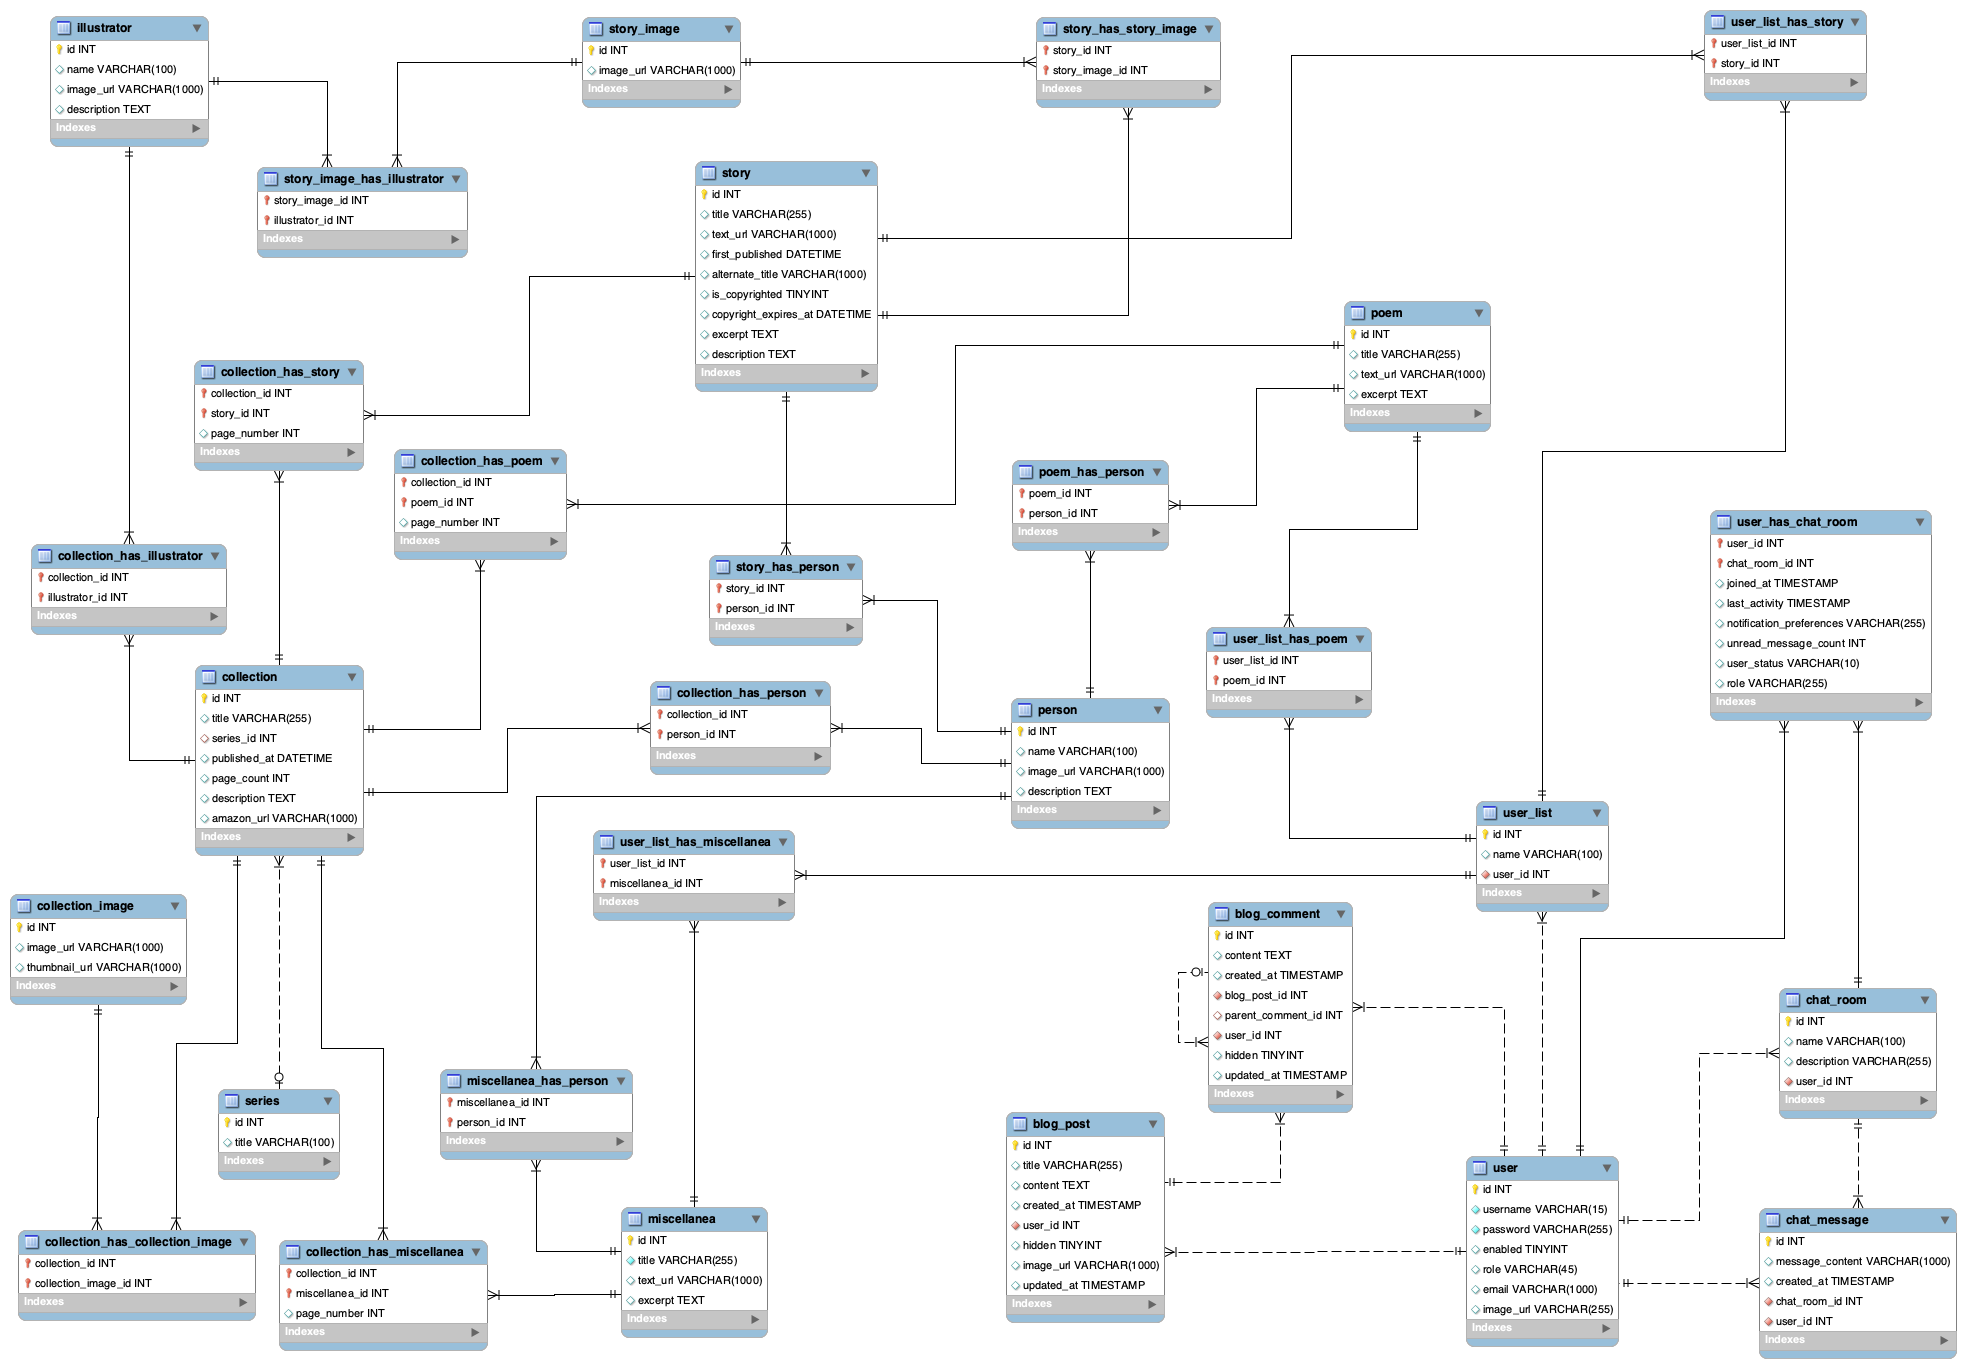 illustrator
id INT
name VARCHAR(100)
image_url VARCHAR(1000)
description TEXT
Indexes
story_image
id INT
image_url VARCHAR(1000)
Indexes
story_has_story_image
story_id INT
story_image_id INT
Indexes
user_list_has_story
user_list_id INT
story_id INT
Indexes
story_image_has_illustrator
story_image_id INT
illustrator_id INT
Indexes
story
id INT
title VARCHAR(255)
text_url VARCHAR(1000)
first_published DATETIME
alternate_title VARCHAR(1000)
is_copyrighted TINYINT
copyright_expires_at DATETIME
excerpt TEXT
description TEXT
Indexes
poem
id INT
title VARCHAR(255)
text_url VARCHAR(1000)
excerpt TEXT
Indexes
collection_has_story
collection_id INT
story_id INT
page_number INT
Indexes
collection_has_poem
collection_id INT
poem_id INT
page_number INT
Indexes
poem_has_person
poem_id INT
person_id INT
Indexes
user_has_chat_room
user_id INT
chat_room_id INT
joined_at TIMESTAMP
last_activity TIMESTAMP
notification_preferences VARCHAR(255)
unread_message_count INT
user_status VARCHAR(10)
role VARCHAR(255)
Indexes
collection_has_illustrator
collection_id INT
illustrator_id INT
Indexes
story_has_person
story_id INT
person_id INT
Indexes
user_list_has_poem
user_list_id INT
poem_id INT
Indexes
collection
id INT
title VARCHAR(255)
series_id INT
published_at DATETIME
page_count INT
description TEXT
amazon_url VARCHAR(1000)
Indexes
collection_has_person
collection_id INT
person_id INT
Indexes
person
id INT
name VARCHAR(100)
image_url VARCHAR(1000)
description TEXT
Indexes
user_list
id INT
name VARCHAR(100)
user_id INT
Indexes
user_list_has_miscellanea
user_list_id INT
miscellanea_id INT
Indexes
collection_image
id INT
image_url VARCHAR(1000)
thumbnail_url VARCHAR(1000)
Indexes
blog_comment
id INT
content TEXT
created_at TIMESTAMP
blog_post_id INT
parent_comment_id INT
user_id INT
hidden TINYINT
updated_at TIMESTAMP
Indexes
chat_room
id INT
name VARCHAR(100)
description VARCHAR(255)
user_id INT
Indexes
series
id INT
title VARCHAR(100)
Indexes
miscellanea_has_person
miscellanea_id INT
person_id INT
Indexes
blog_post
id INT
title VARCHAR(255)
content TEXT
created_at TIMESTAMP
user_id INT
hidden TINYINT
image_url VARCHAR(1000)
updated_at TIMESTAMP
Indexes
user
id INT
username VARCHAR(15)
password VARCHAR(255)
enabled TINYINT
role VARCHAR(45)
email VARCHAR(1000)
image_url VARCHAR(255)
Indexes
chat_message
id INT
message_content VARCHAR(1000)
created_at TIMESTAMP
chat_room_id INT
user_id INT
Indexes
collection_has_collection_image
collection_id INT
collection_image_id INT
Indexes
collection_has_miscellanea
collection_id INT
miscellanea_id INT
page_number INT
Indexes
miscellanea
id INT
title VARCHAR(255)
text_url VARCHAR(1000)
excerpt TEXT
Indexes